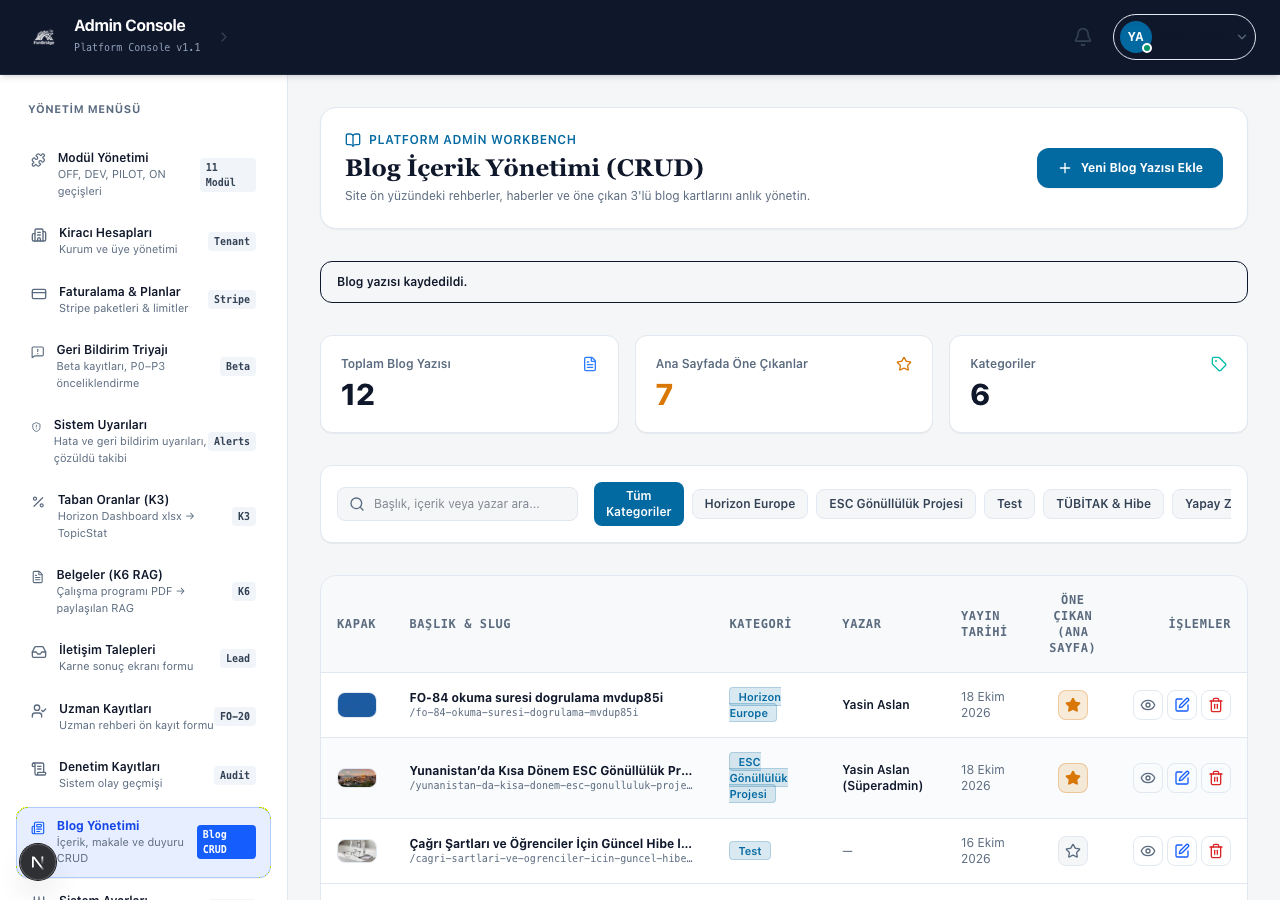 Admin Console
Platform Console v1.1
YA
YÖNETİM MENÜSÜ
Modül Yönetimi
OFF, DEV, PILOT, ON geçişleri
11 Modül
Kiracı Hesapları
Kurum ve üye yönetimi
Tenant
Faturalama & Planlar
Stripe paketleri & limitler
Stripe
Geri Bildirim Triyajı
Beta kayıtları, P0–P3 önceliklendirme
Beta
Sistem Uyarıları
Hata ve geri bildirim uyarıları, çözüldü takibi
Alerts
Taban Oranlar (K3)
Horizon Dashboard xlsx → TopicStat
K3
Belgeler (K6 RAG)
Çalışma programı PDF → paylaşılan RAG
K6
İletişim Talepleri
Karne sonuç ekranı formu
Lead
Uzman Kayıtları
Uzman rehberi ön kayıt formu
FO-20
Denetim Kayıtları
Sistem olay geçmişi
Audit
Blog Yönetimi
İçerik, makale ve duyuru CRUD
Blog CRUD
N
PLATFORM ADMİN WORKBENCH
Blog İçerik Yönetimi (CRUD)
Site ön yüzündeki rehberler, haberler ve öne çıkan 3'lü blog kartlarını anlık yönetin.
+ Yeni Blog Yazısı Ekle
Blog yazısı kaydedildi.
Toplam Blog Yazısı
12
Ana Sayfada Öne Çıkanlar
7
Kategoriler
6
Başlık, içerik veya yazar ara...
Tüm Kategoriler
Horizon Europe
ESC Gönüllülük Projesi
Test
TÜBİTAK & Hibe
Yapay Z
KAPAK
BAŞLIK & SLUG
KATEGORİ
YAZAR
YAYIN TARİHİ
ÖNE ÇIKAN (ANA SAYFA)
İŞLEMLER
FO-84 okuma suresi dogrulama mvdup85i
/fo-84-okuma-suresi-dogrulama-mvdup85i
Horizon Europe
Yasin Aslan
18 Ekim 2026
Yunanistan'da Kısa Dönem ESC Gönüllülük Pr...
/yunanistan-da-kisa-donem-esc-gonulluluk-proje…
ESC Gönüllülük Projesi
Yasin Aslan (Süperadmin)
18 Ekim 2026
Çağrı Şartları ve Öğrenciler İçin Güncel Hibe İ...
/cagri-sartlari-ve-ogrenciler-icin-guncel-hibe…
Test
—
16 Ekim 2026